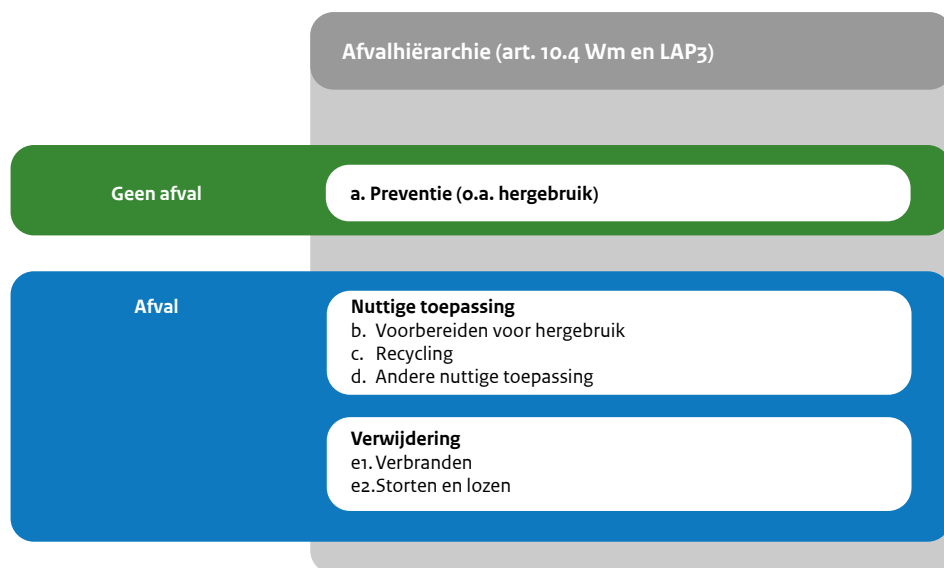 Afvalhiërarchie (art. 10.4 Wm en LAP3)
Geen afval
a. Preventie (o.a. hergebruik)
Afval
Nuttige toepassing
b. Voorbereiden voor hergebruik
c. Recycling
d. Andere nuttige toepassing
Verwijdering
e1. Verbranden
e2.Storten en lozen